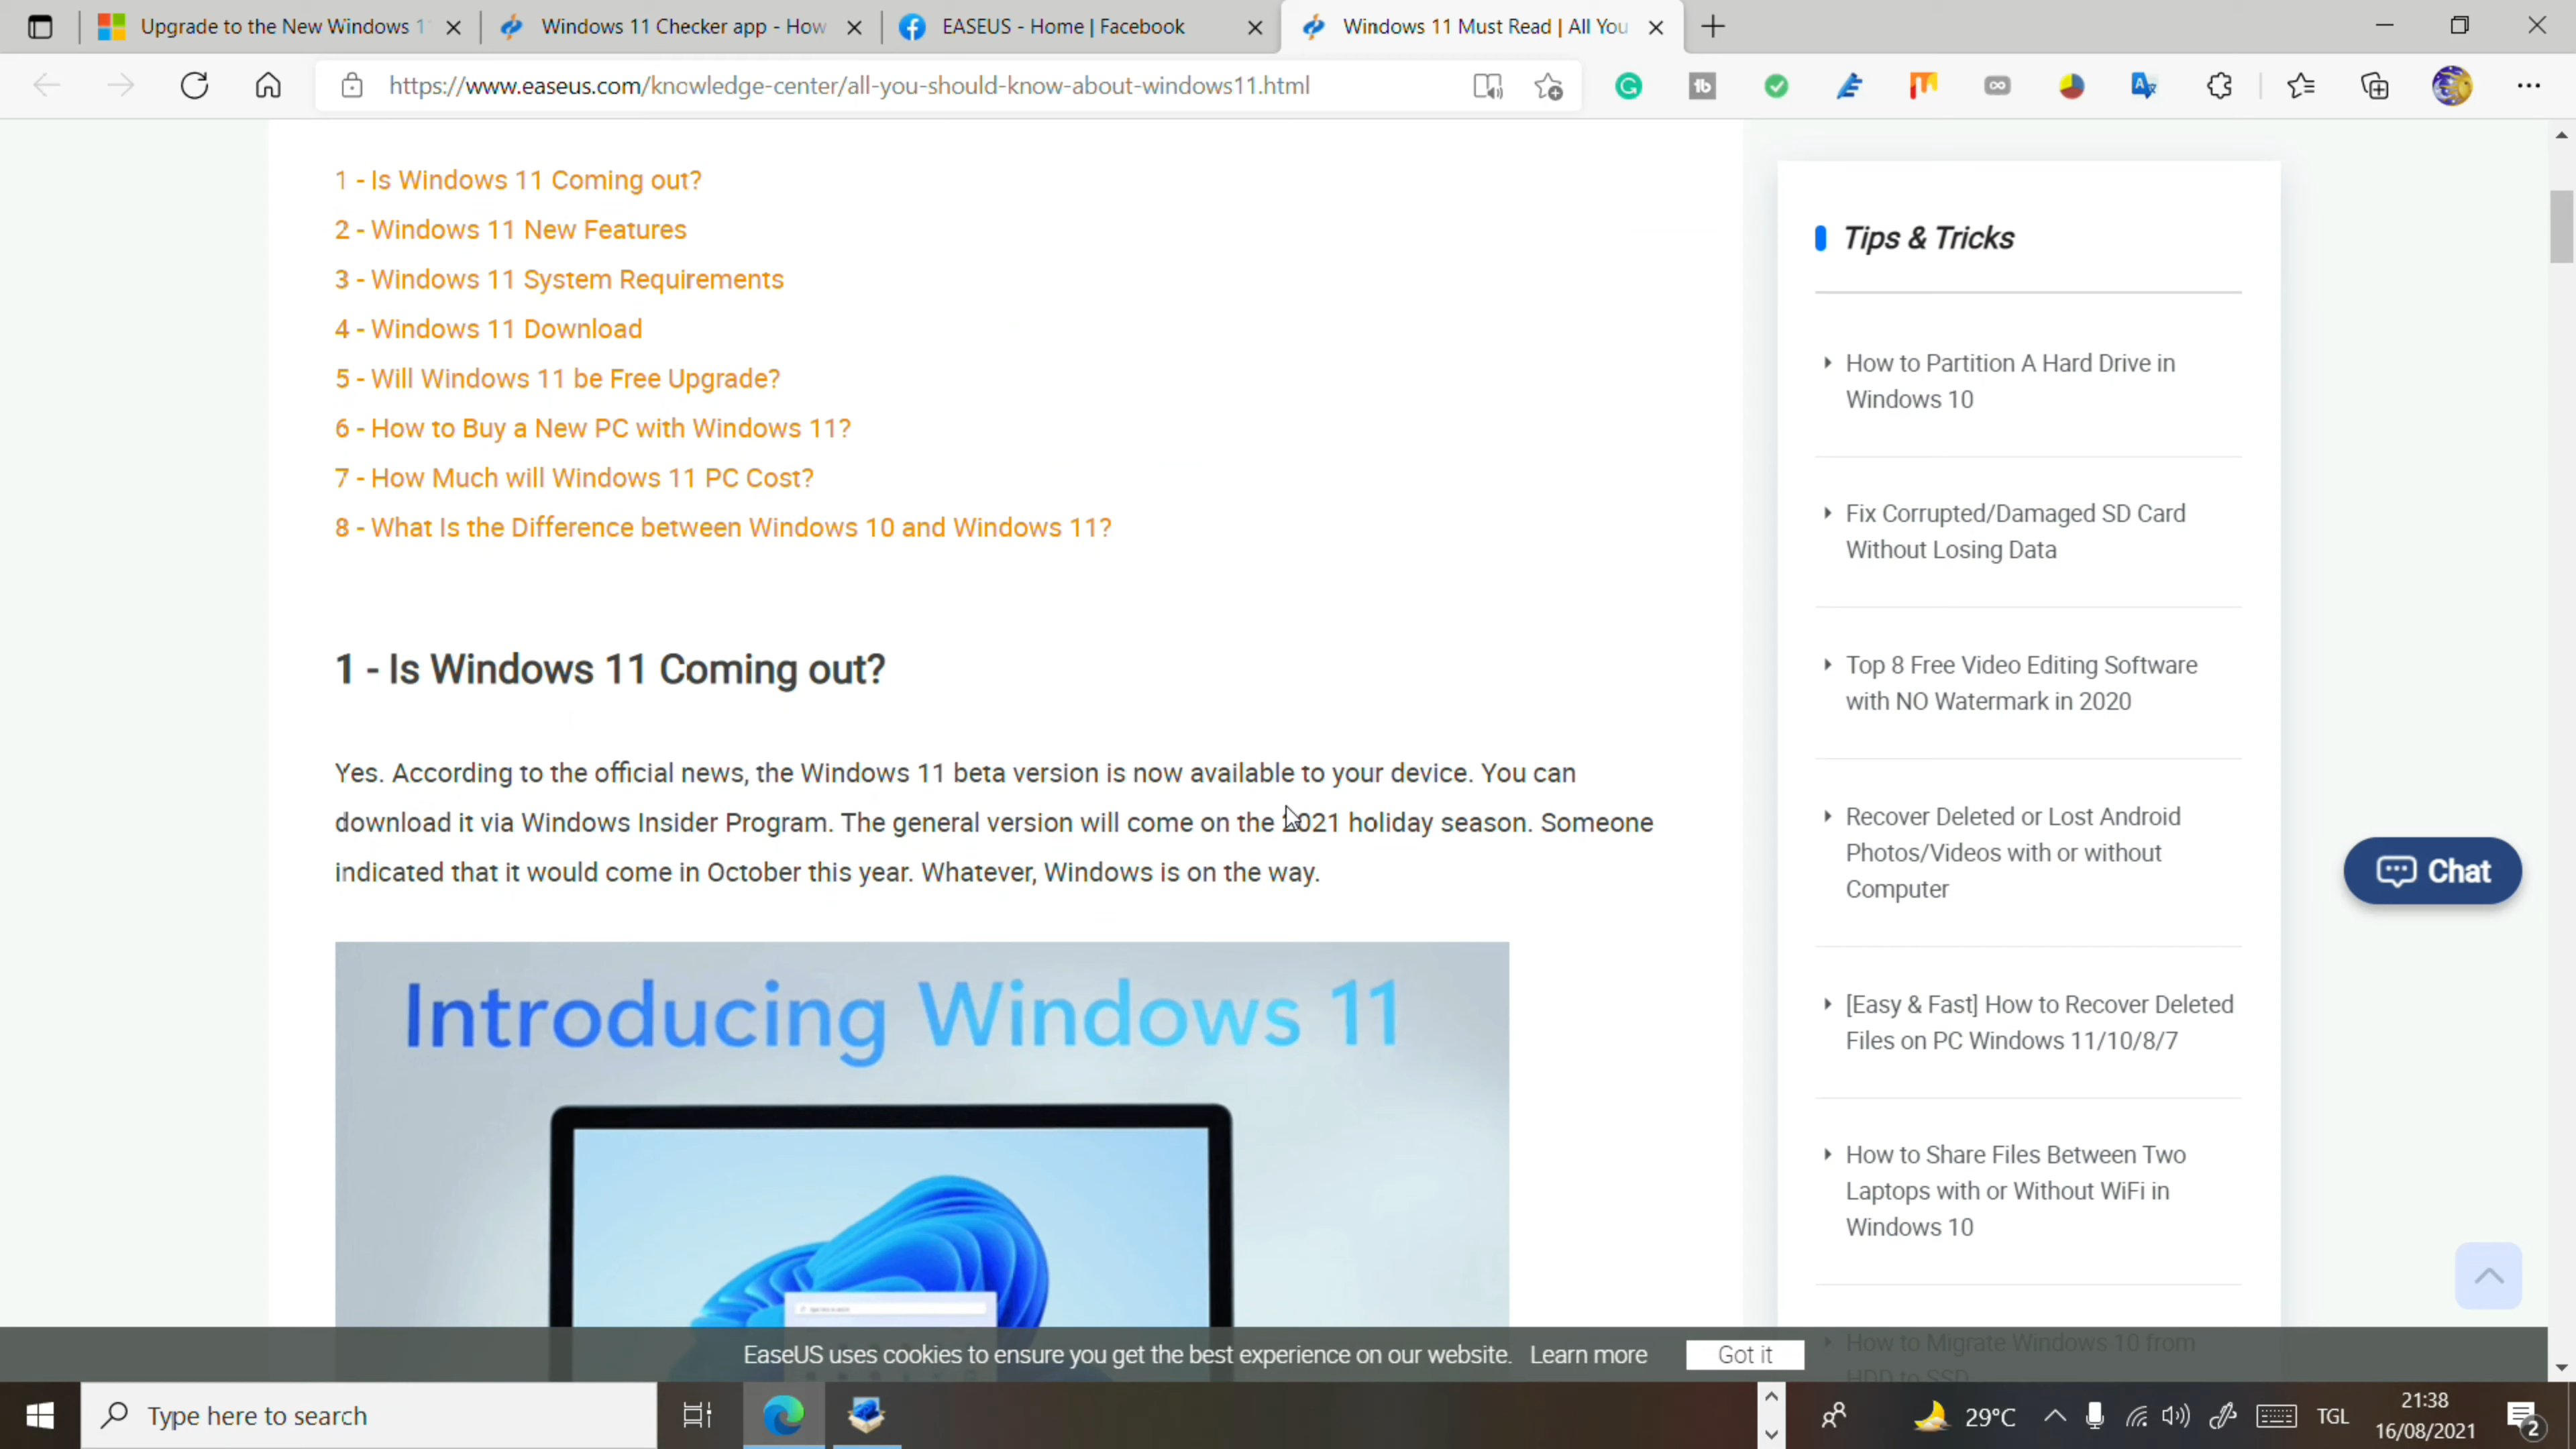 Upgrade to the New Windows 1
Windows 11 Checker app - How
EASEUS - Home | Facebook
Windows 11 Must Read | All You
https://www.easeus.com/knowledge-center/all-you-should-know-about-windows11.html
1 - Is Windows 11 Coming out?
2 - Windows 11 New Features
3 - Windows 11 System Requirements
4 - Windows 11 Download
5 - Will Windows 11 be Free Upgrade?
6 - How to Buy a New PC with Windows 11?
7 - How Much will Windows 11 PC Cost?
8 - What Is the Difference between Windows 10 and Windows 11?
1 - Is Windows 11 Coming out?
Yes. According to the official news, the Windows 11 beta version is now available to your device. You can
download it via Windows Insider Program. The general version will come on the 2021 holiday season. Someone
indicated that it would come in October this year. Whatever, Windows is on the way.
Introducing Windows 11
Tips & Tricks
How to Partition A Hard Drive in
Windows 10
Fix Corrupted/Damaged SD Card
Without Losing Data
Top 8 Free Video Editing Software
with NO Watermark in 2020
Recover Deleted or Lost Android
Photos/Videos with or without
Computer
[Easy & Fast] How to Recover Deleted
Files on PC Windows 11/10/8/7
How to Share Files Between Two
Laptops with or Without WiFi in
Windows 10
How to Migrate Windows 10 from
HDD to SSD
Chat
EaseUS uses cookies to ensure you get the best experience on our website. Learn more
Got it
Type here to search
29°C
TGL
21:38
16/08/2021
2